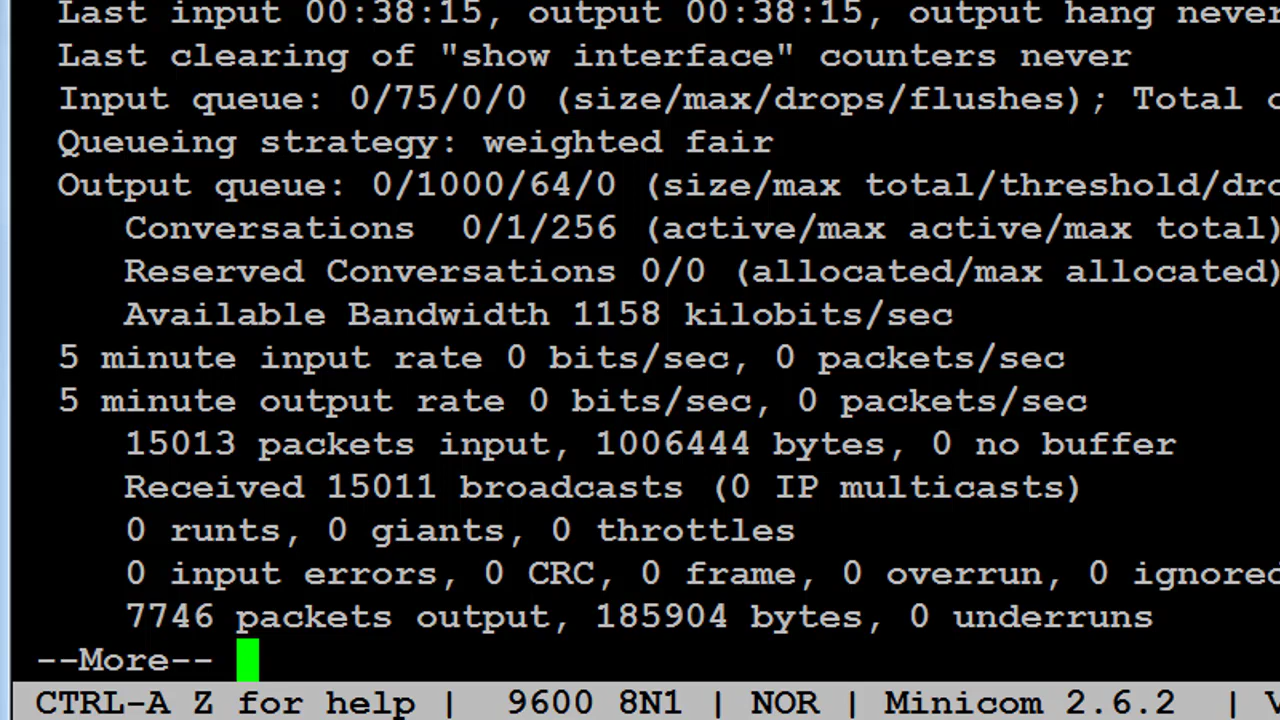 Last input 00:38:15, output 00:38:15, output hang never
Last clearing of "show interface" counters never
Input queue: 0/75/0/0 (size/max/drops/flushes); Total
Queueing strategy: weighted fair
Output queue: 0/1000/64/0 (size/max total/threshold/dro
Conversations  0/1/256 (active/max active/max total)
Reserved Conversations 0/0 (allocated/max allocated)
Available Bandwidth 1158 kilobits/sec
5 minute input rate 0 bits/sec, 0 packets/sec
5 minute output rate 0 bits/sec, 0 packets/sec
15013 packets input, 1006444 bytes, 0 no buffer
Received 15011 broadcasts (0 IP multicasts)
0 runts, 0 giants, 0 throttles
0 input errors, 0 CRC, 0 frame, 0 overrun, 0 ignored
7746 packets output, 185904 bytes, 0 underruns
--More--
CTRL-A Z for help |  9600 8N1 | NOR | Minicom 2.6.2  | V